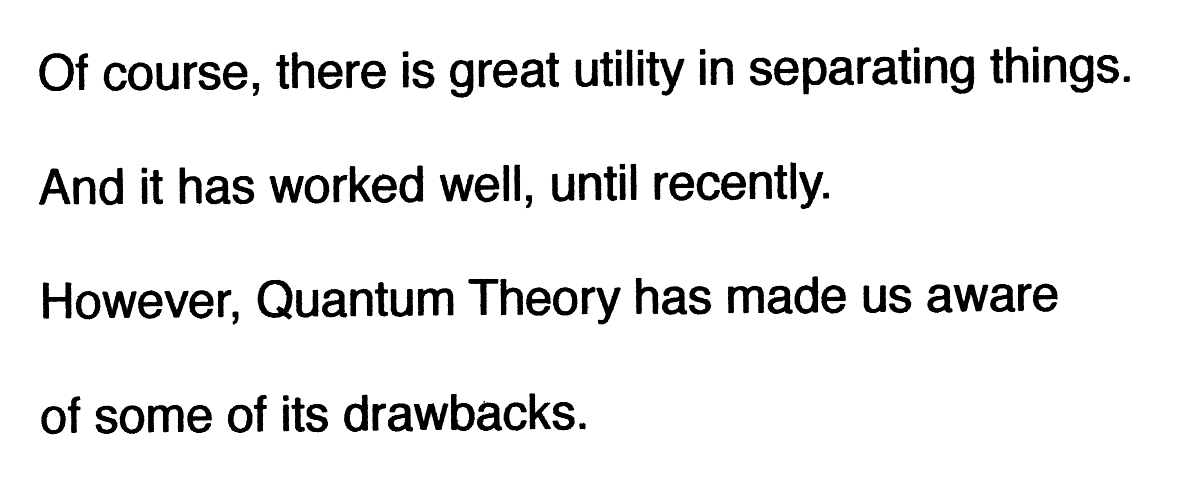 Of course, there is great utility in separating things.
And it has worked well, until recently.
However, Quantum Theory has made us aware
of some of its drawbacks.